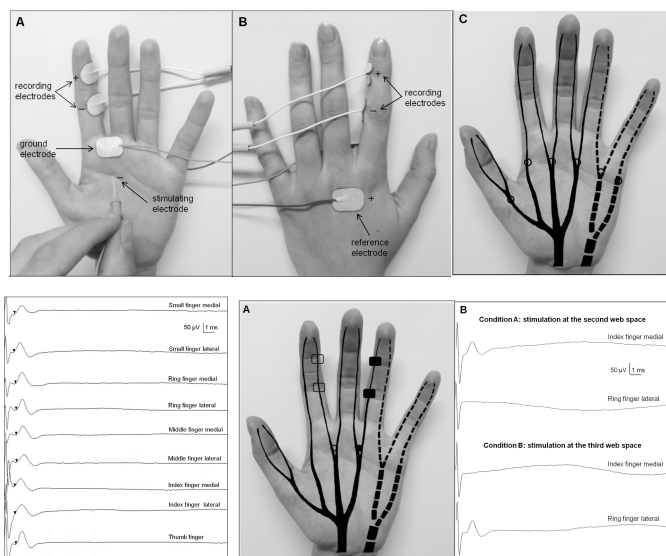 A
+
recording
electrodes
−
ground
electrode
−
stimulating
electrode
B
+
recording
electrodes
−
+
reference
electrode
C
Small finger medial
50 µV 1 ms
Small finger lateral
Ring finger medial
Ring finger lateral
Middle finger medial
Middle finger lateral
Index finger medial
Index finger lateral
Thumb finger
A
B
Condition A: stimulation at the second web space
Index finger medial
50 µV 1 ms
Ring finger lateral
Condition B: stimulation at the third web space
Index finger medial
Ring finger lateral